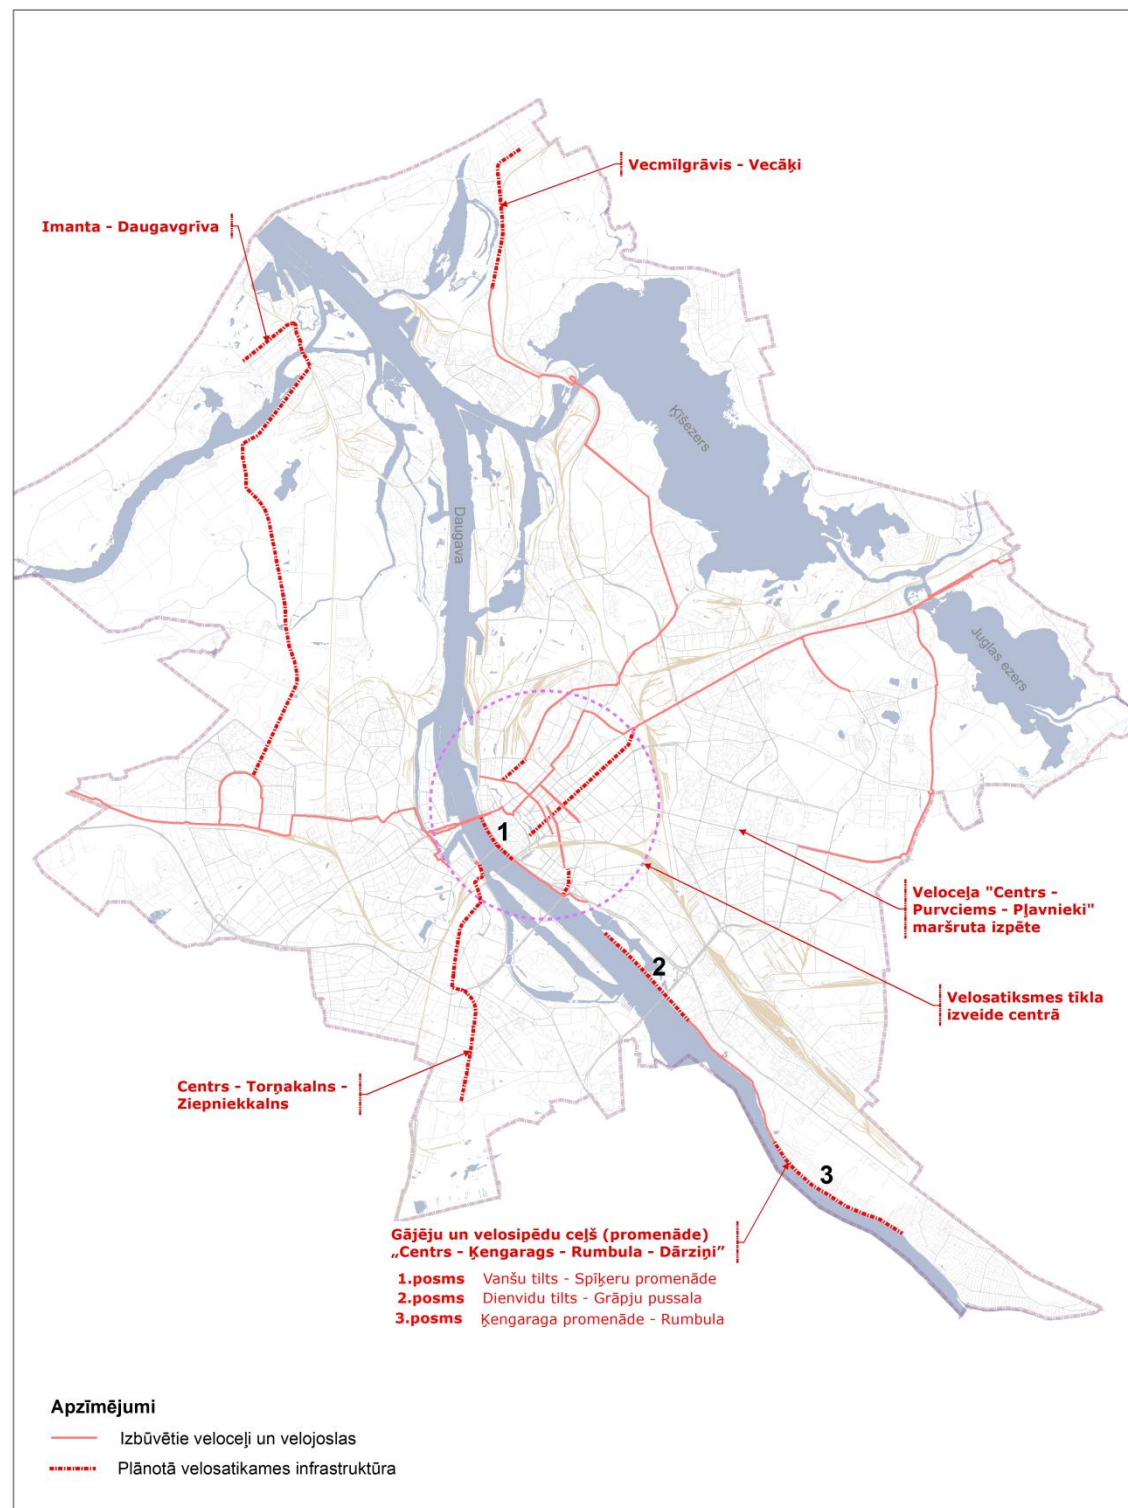 Vecmīlgrāvis - Vecāķi
Imanta - Daugavgrīva
Ķīšezers
Daugava
Juglas ezers
1
Veloceļa "Centrs -
Purvciems - Pļavnieki"
maršruta izpēte
2
Velosatiksmes tīkla
izveide centrā
Centrs - Torņakalns -
Ziepniekkalns
3
Gājēju un velosipēdu ceļš (promenāde)
„Centrs - Ķengarags - Rumbula - Dārziņi”
1.posms Vanšu tilts - Spīķeru promenāde
2.posms Dienvidu tilts - Grāpju pussala
3.posms Ķengaraga promenāde - Rumbula
Apzīmējumi
Izbūvētie veloceļi un velojoslas
Plānotā velosatikames infrastruktūra